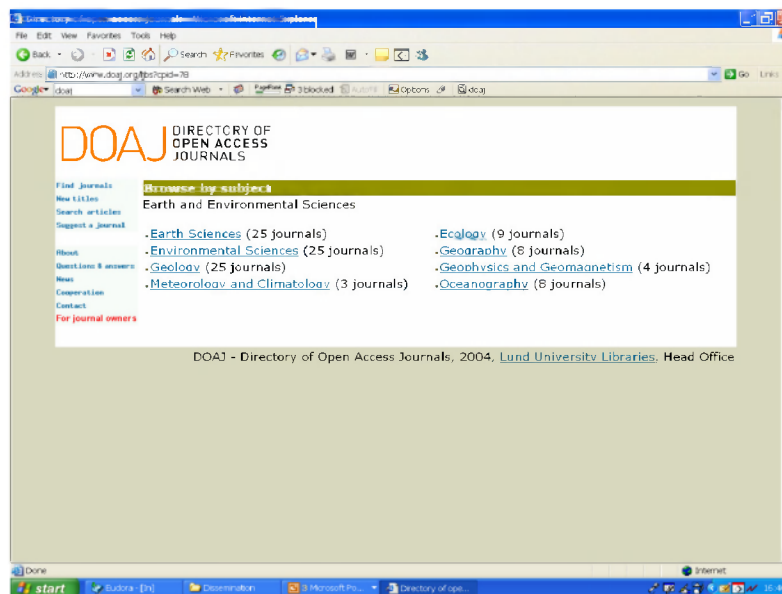 File Edit View Favorites Tools Help
Back Search Favorites
http://www.doaj.org/ljbs?cpid=78 Go Links
Google doaj Search Web 3 blocked Options doaj
DOAJ DIRECTORY OF
OPEN ACCESS
JOURNALS
Find journals
New titles
Search articles
Suggest a journal
About
Questions & answers
News
Cooperation
Contact
For journal owners
Browse by subject
Earth and Environmental Sciences
Earth Sciences (25 journals)
Environmental Sciences (25 journals)
Geology (25 journals)
Meteorology and Climatology (3 journals)
Ecology (9 journals)
Geography (8 journals)
Geophysics and Geomagnetism (4 journals)
Oceanography (8 journals)
DOAJ - Directory of Open Access Journals, 2004, Lund University Libraries. Head Office
Done Internet
start Eudora - [In] Dissemination 3 Microsoft Po... Directory of ope...